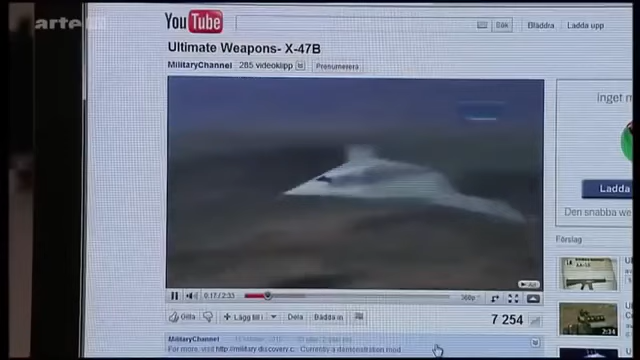 arte HD
YouTube
Sök
Bläddra
Ladda upp
Ultimate Weapons- X-47B
MilitaryChannel 285 videoklipp
Prenumerera
Inget
Ladda
Den snabba we
Förslag
0:17 / 2:33
360p
Gilla
Lägg till
Dela
Bädda in
7 254
2:34
MilitaryChannel
For more, visit http://military.discovery.c Currently a demonstration mod